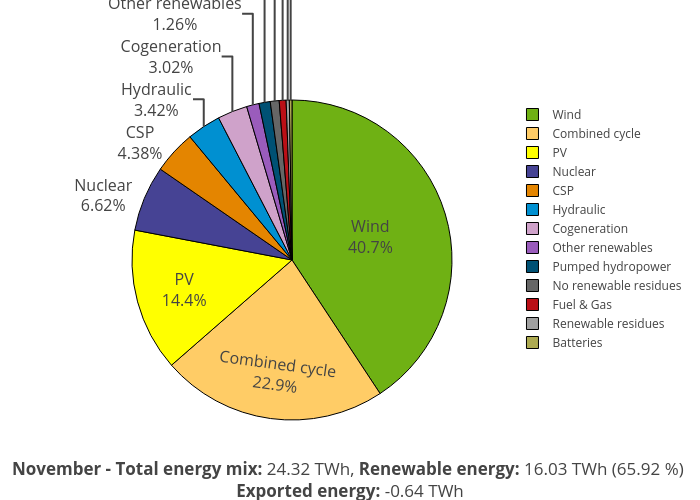 Other renewables
1.26%
Cogeneration
3.02%
Hydraulic
3.42%
CSP
4.38%
Nuclear
6.62%
Wind
40.7%
PV
14.4%
Combined cycle
22.9%
Wind
Combined cycle
PV
Nuclear
CSP
Hydraulic
Cogeneration
Other renewables
Pumped hydropower
No renewable residues
Fuel & Gas
Renewable residues
Batteries
November - Total energy mix: 24.32 TWh, Renewable energy: 16.03 TWh (65.92 %)
Exported energy: -0.64 TWh